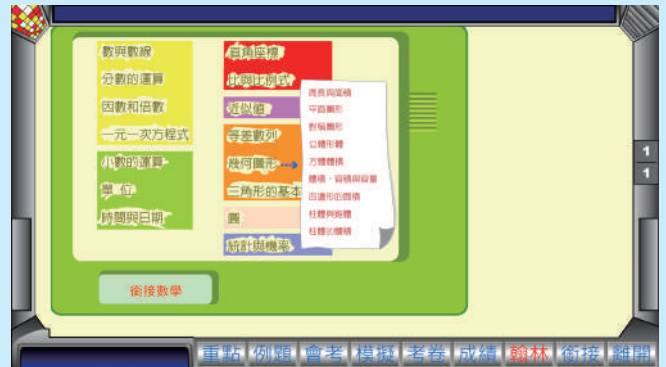 數與數線
分數的運算
因數和倍數
一元一次方程式
小數的運算
單 位
時間與日期
直角座標
比與比例式
近似值
等差數列
幾何圖形
三角形的基本
圓
統計與機率
周長與面積
平面圖形
對稱圖形
立體形體
方體體積
體積、容積與容量
四邊形的面積
柱體與錐體
柱體的體積
銜接數學
1
1
重點 例題 會考 模擬 考卷 成績 翰林 銜接 離開